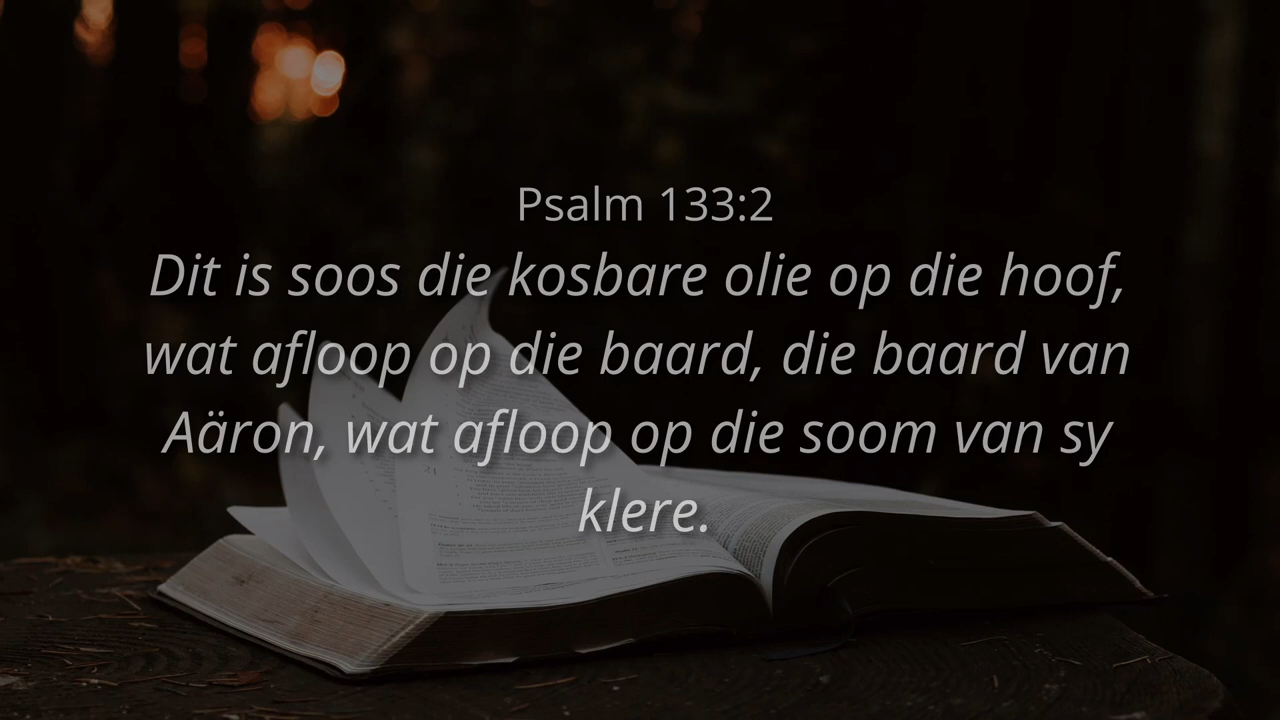 Psalm 133:2
Dit is soos die kosbare olie op die hoof,
wat afloop op die baard, die baard van
Aäron, wat afloop op die soom van sy
klere.